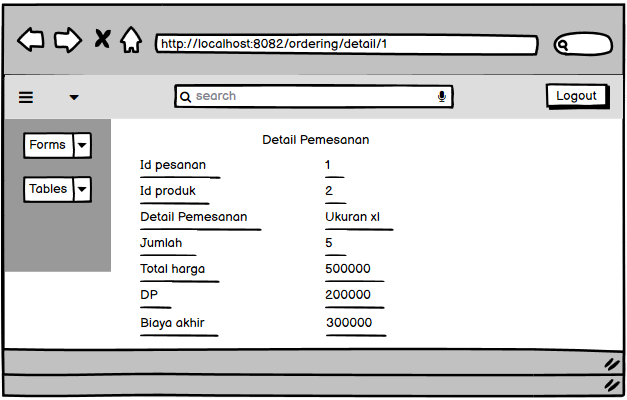 http://localhost:8082/ordering/detail/1
search
Logout
Forms
Tables
Detail Pemesanan
Id pesanan 1
Id produk 2
Detail Pemesanan Ukuran xl
Jumlah 5
Total harga 500000
DP 200000
Biaya akhir 300000